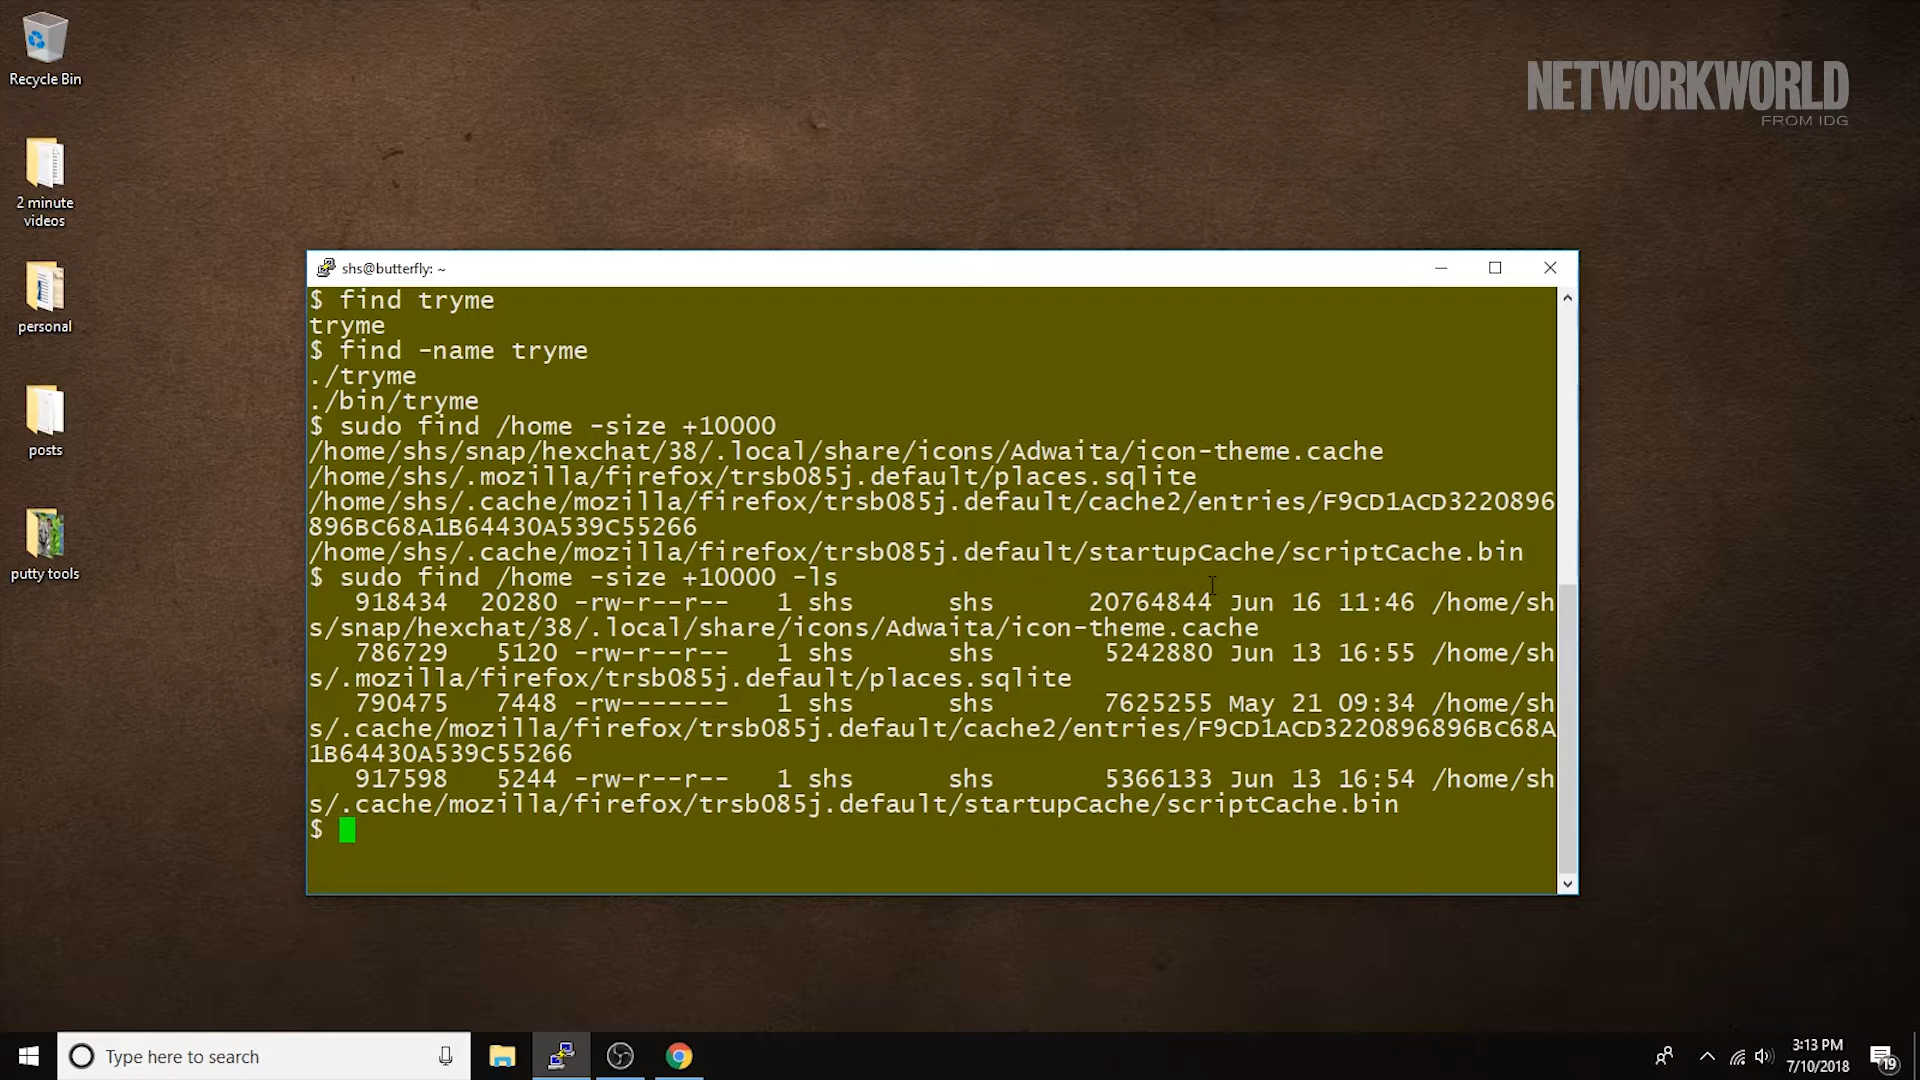 Recycle Bin
2 minute
videos
personal
posts
putty tools
NETWORKWORLD
FROM IDG
shs@butterfly: ~
$ find tryme
tryme
$ find -name tryme
./tryme
./bin/tryme
$ sudo find /home -size +10000
/home/shs/snap/hexchat/38/.local/share/icons/Adwaita/icon-theme.cache
/home/shs/.mozilla/firefox/trsb085j.default/places.sqlite
/home/shs/.cache/mozilla/firefox/trsb085j.default/cache2/entries/F9CD1ACD3220896
896BC68A1B64430A539C55266
/home/shs/.cache/mozilla/firefox/trsb085j.default/startupCache/scriptCache.bin
$ sudo find /home -size +10000 -ls
918434 20280 -rw-r--r-- 1 shs shs 20764844 Jun 16 11:46 /home/sh
s/snap/hexchat/38/.local/share/icons/Adwaita/icon-theme.cache
786729 5120 -rw-r--r-- 1 shs shs 5242880 Jun 13 16:55 /home/sh
s/.mozilla/firefox/trsb085j.default/places.sqlite
790475 7448 -rw------- 1 shs shs 7625255 May 21 09:34 /home/sh
s/.cache/mozilla/firefox/trsb085j.default/cache2/entries/F9CD1ACD3220896896BC68A
1B64430A539C55266
917598 5244 -rw-r--r-- 1 shs shs 5366133 Jun 13 16:54 /home/sh
s/.cache/mozilla/firefox/trsb085j.default/startupCache/scriptCache.bin
$
Type here to search
3:13 PM
7/10/2018
19